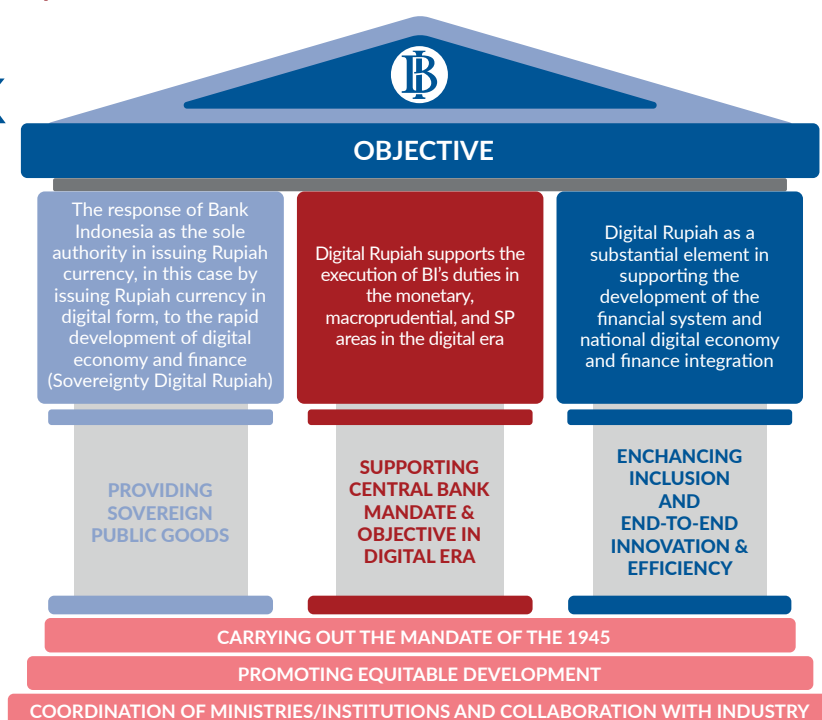 OBJECTIVE
The response of Bank
Indonesia as the sole
authority in issuing Rupiah
currency, in this case by
issuing Rupiah currency in
digital form, to the rapid
development of digital
economy and finance
(Sovereignty Digital Rupiah)
Digital Rupiah supports the
execution of BI's duties in
the monetary,
macroprudential, and SP
areas in the digital era
Digital Rupiah as a
substantial element in
supporting the
development of the
financial system and
national digital economy
and finance integration
PROVIDING
SOVEREIGN
PUBLIC GOODS
SUPPORTING
CENTRAL BANK
MANDATE &
OBJECTIVE IN
DIGITAL ERA
ENCHANCING
INCLUSION
AND
END-TO-END
INNOVATION &
EFFICIENCY
CARRYING OUT THE MANDATE OF THE 1945
PROMOTING EQUITABLE DEVELOPMENT
COORDINATION OF MINISTRIES/INSTITUTIONS AND COLLABORATION WITH INDUSTRY